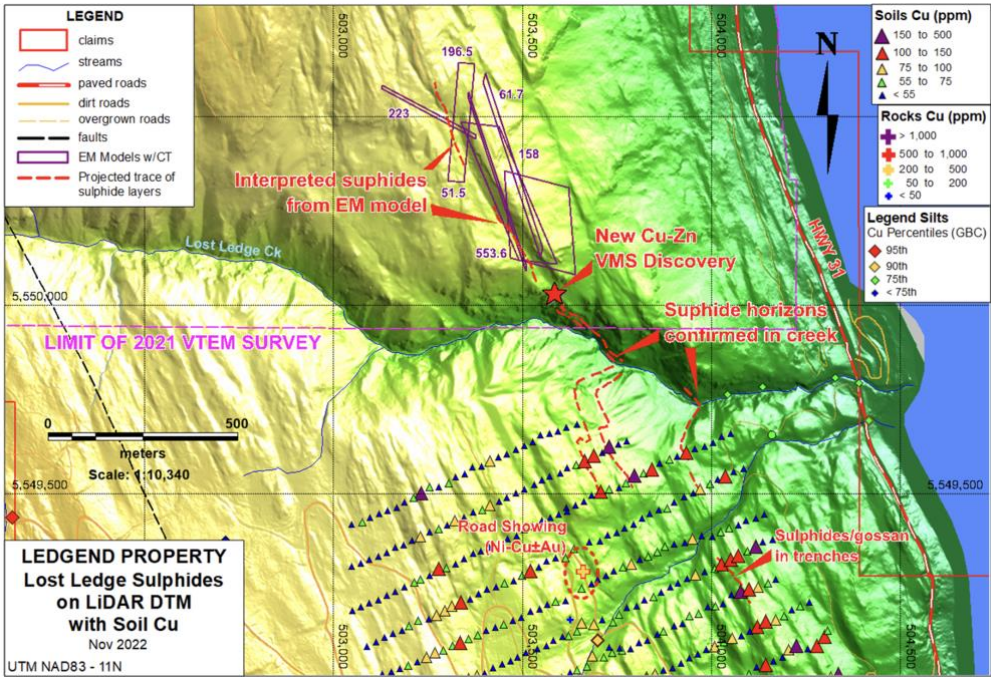 LEGEND
claims
streams
paved roads
dirt roads
overgrown roads
faults
EM Models w/CT
Projected trace of
sulphide layers
503,000
503,500
504,000
N
Soils Cu (ppm)
150 to 500
100 to 150
75 to 100
55 to 75
< 55
Rocks Cu (ppm)
> 1,000
500 to 1,000
200 to 500
50 to 200
< 50
Legend Silts
Cu Percentiles (GBC)
95th
90th
75th
< 75th
196.5
61.7
223
158
51.5
553.6
Interpreted suphides
from EM model
New Cu-Zn
VMS Discovery
HWY 31
Lost Ledge Ck
5,550,000
Suphide horizons
confirmed in creek
LIMIT OF 2021 VTEM SURVEY
0 500
meters
Scale: 1:10,340
5,549,500
5,549,500
Road Showing
(Ni-Cu±Au)
Sulphides/gossan
in trenches
LEDGEND PROPERTY
Lost Ledge Sulphides
on LiDAR DTM
with Soil Cu
Nov 2022
UTM NAD83 - 11N
503,000
503,500
504,000
504,500